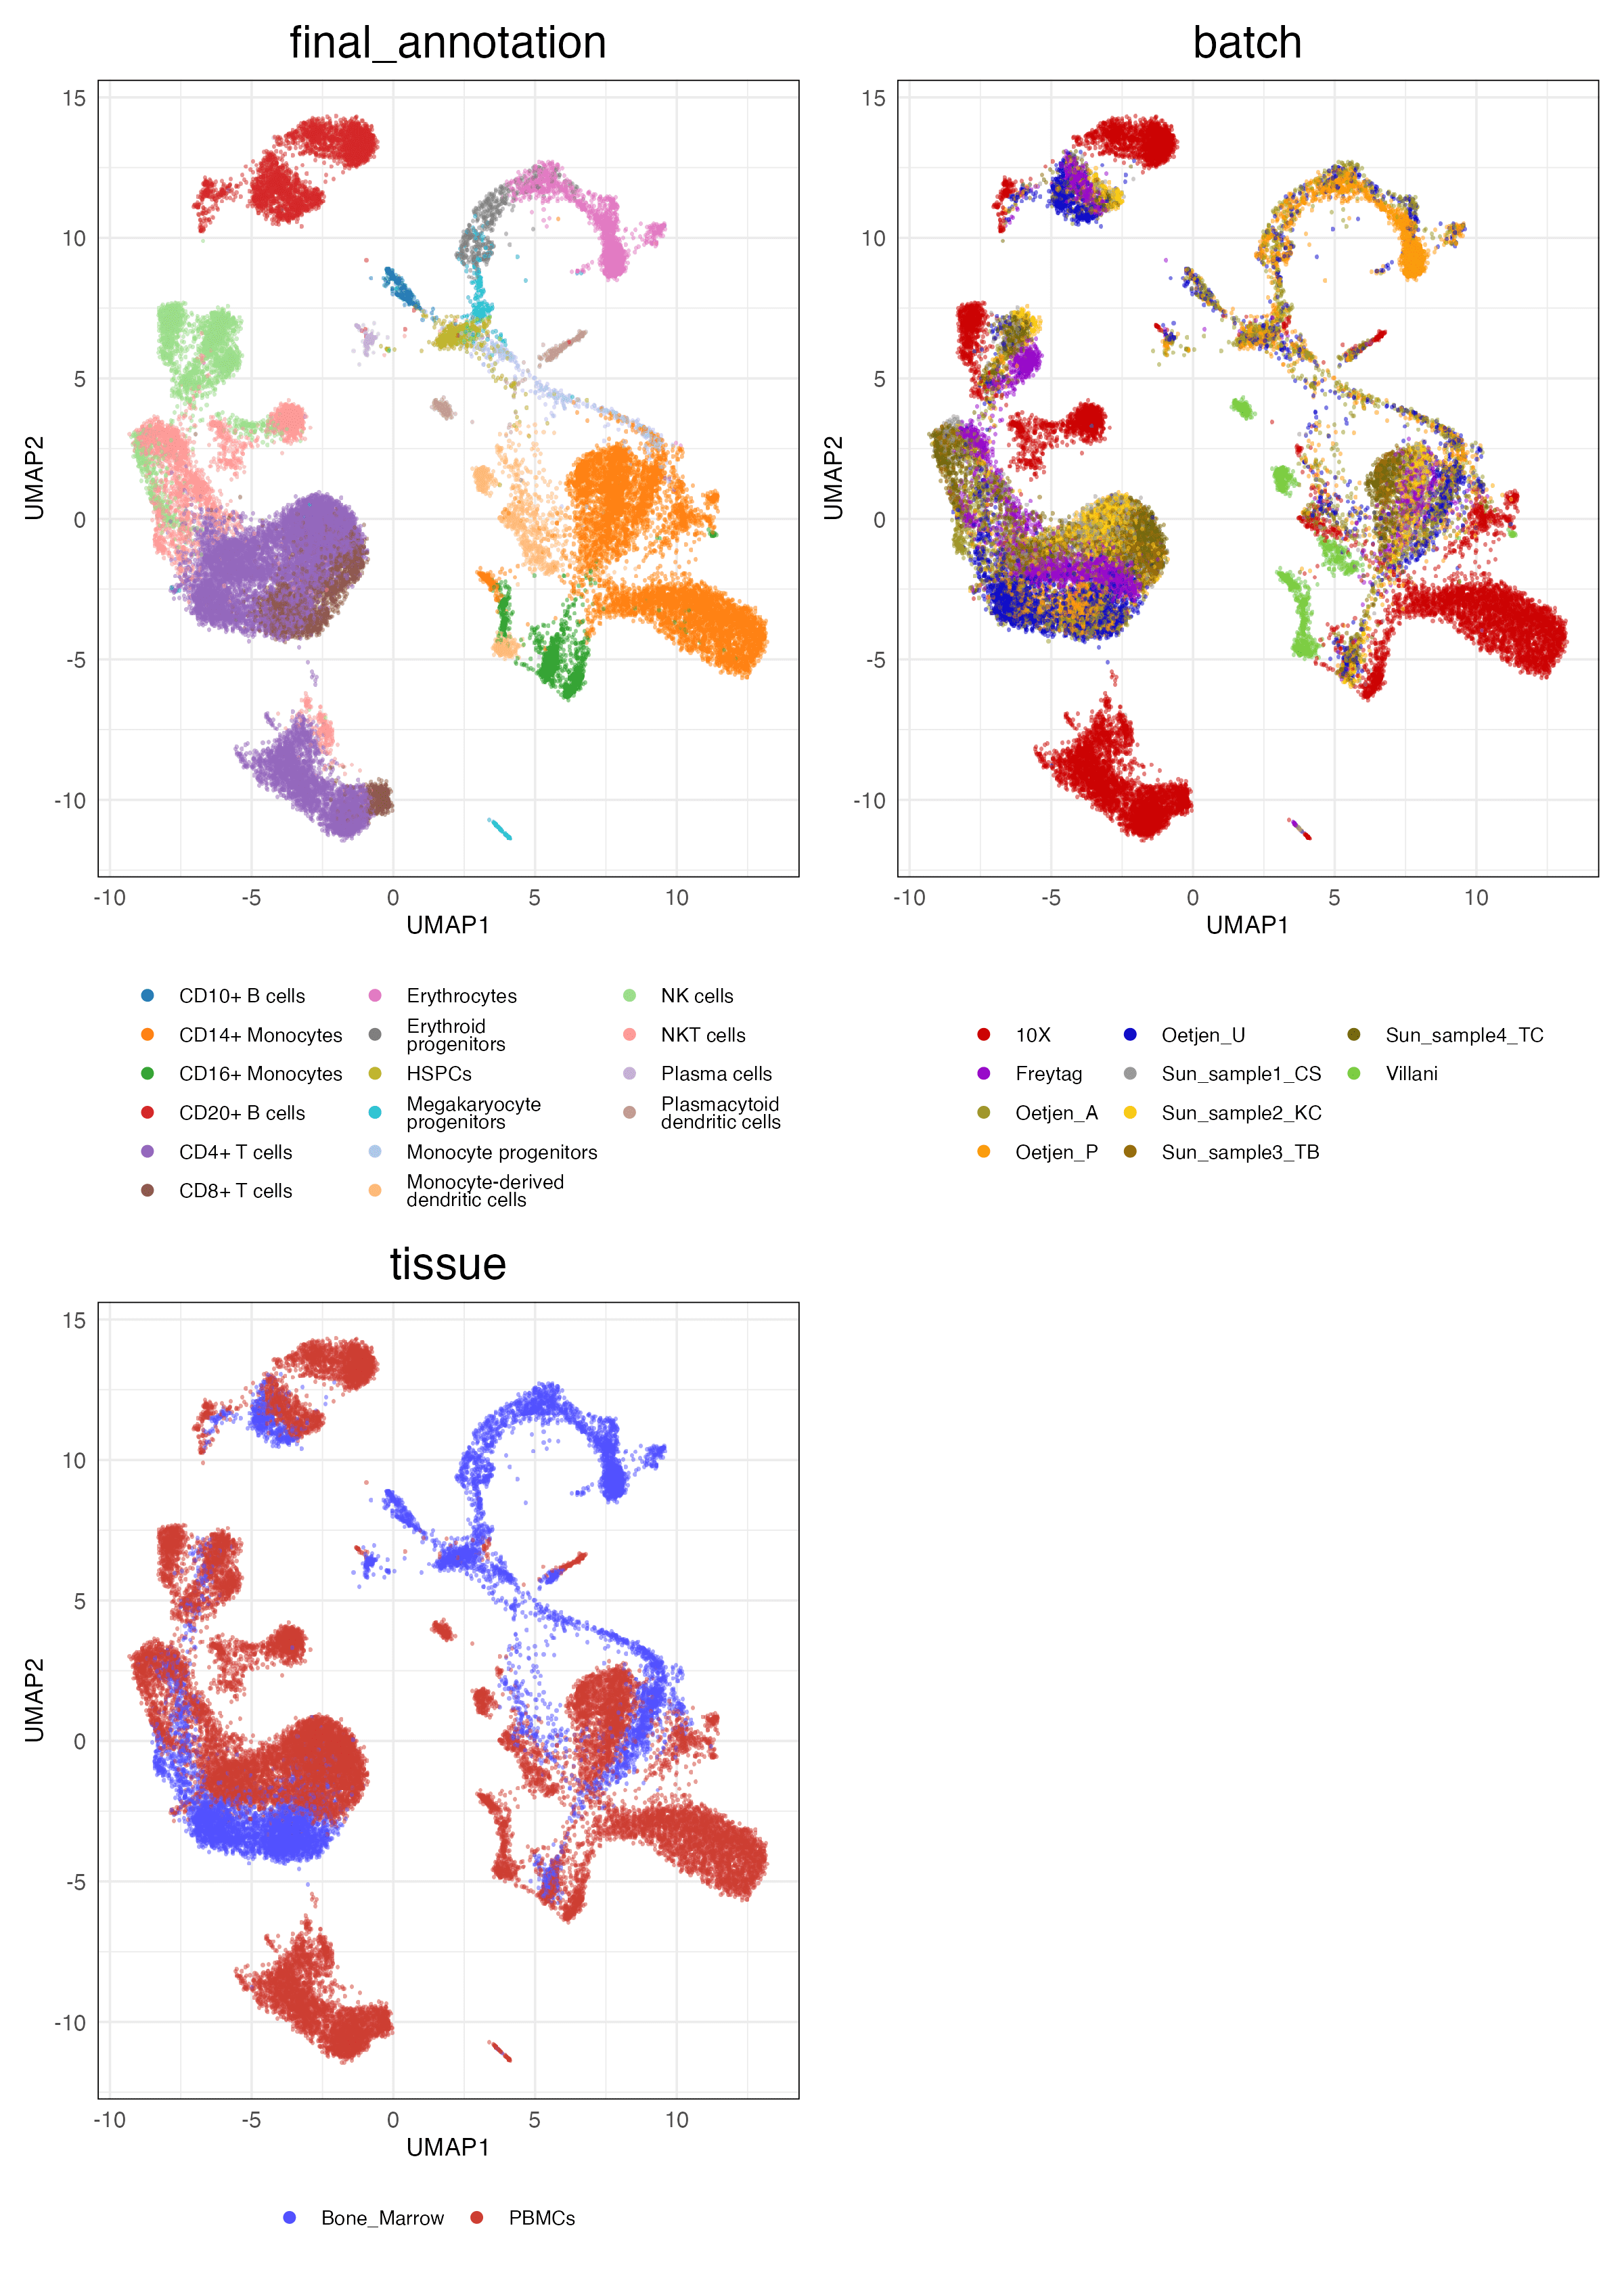 final_annotation
batch
15
10
5
0
-5
-10
UMAP2
-10
-5
0
5
10
UMAP1
15
10
5
0
-5
-10
UMAP2
-10
-5
0
5
10
UMAP1
CD10+ B cells
CD14+ Monocytes
CD16+ Monocytes
CD20+ B cells
CD4+ T cells
CD8+ T cells
Erythrocytes
Erythroid
progenitors
HSPCs
Megakaryocyte
progenitors
Monocyte progenitors
Monocyte-derived
dendritic cells
NK cells
NKT cells
Plasma cells
Plasmacytoid
dendritic cells
10X
Freytag
Oetjen_A
Oetjen_P
Oetjen_U
Sun_sample1_CS
Sun_sample2_KC
Sun_sample3_TB
Sun_sample4_TC
Villani
tissue
15
10
5
0
-5
-10
UMAP2
-10
-5
0
5
10
UMAP1
Bone_Marrow
PBMCs